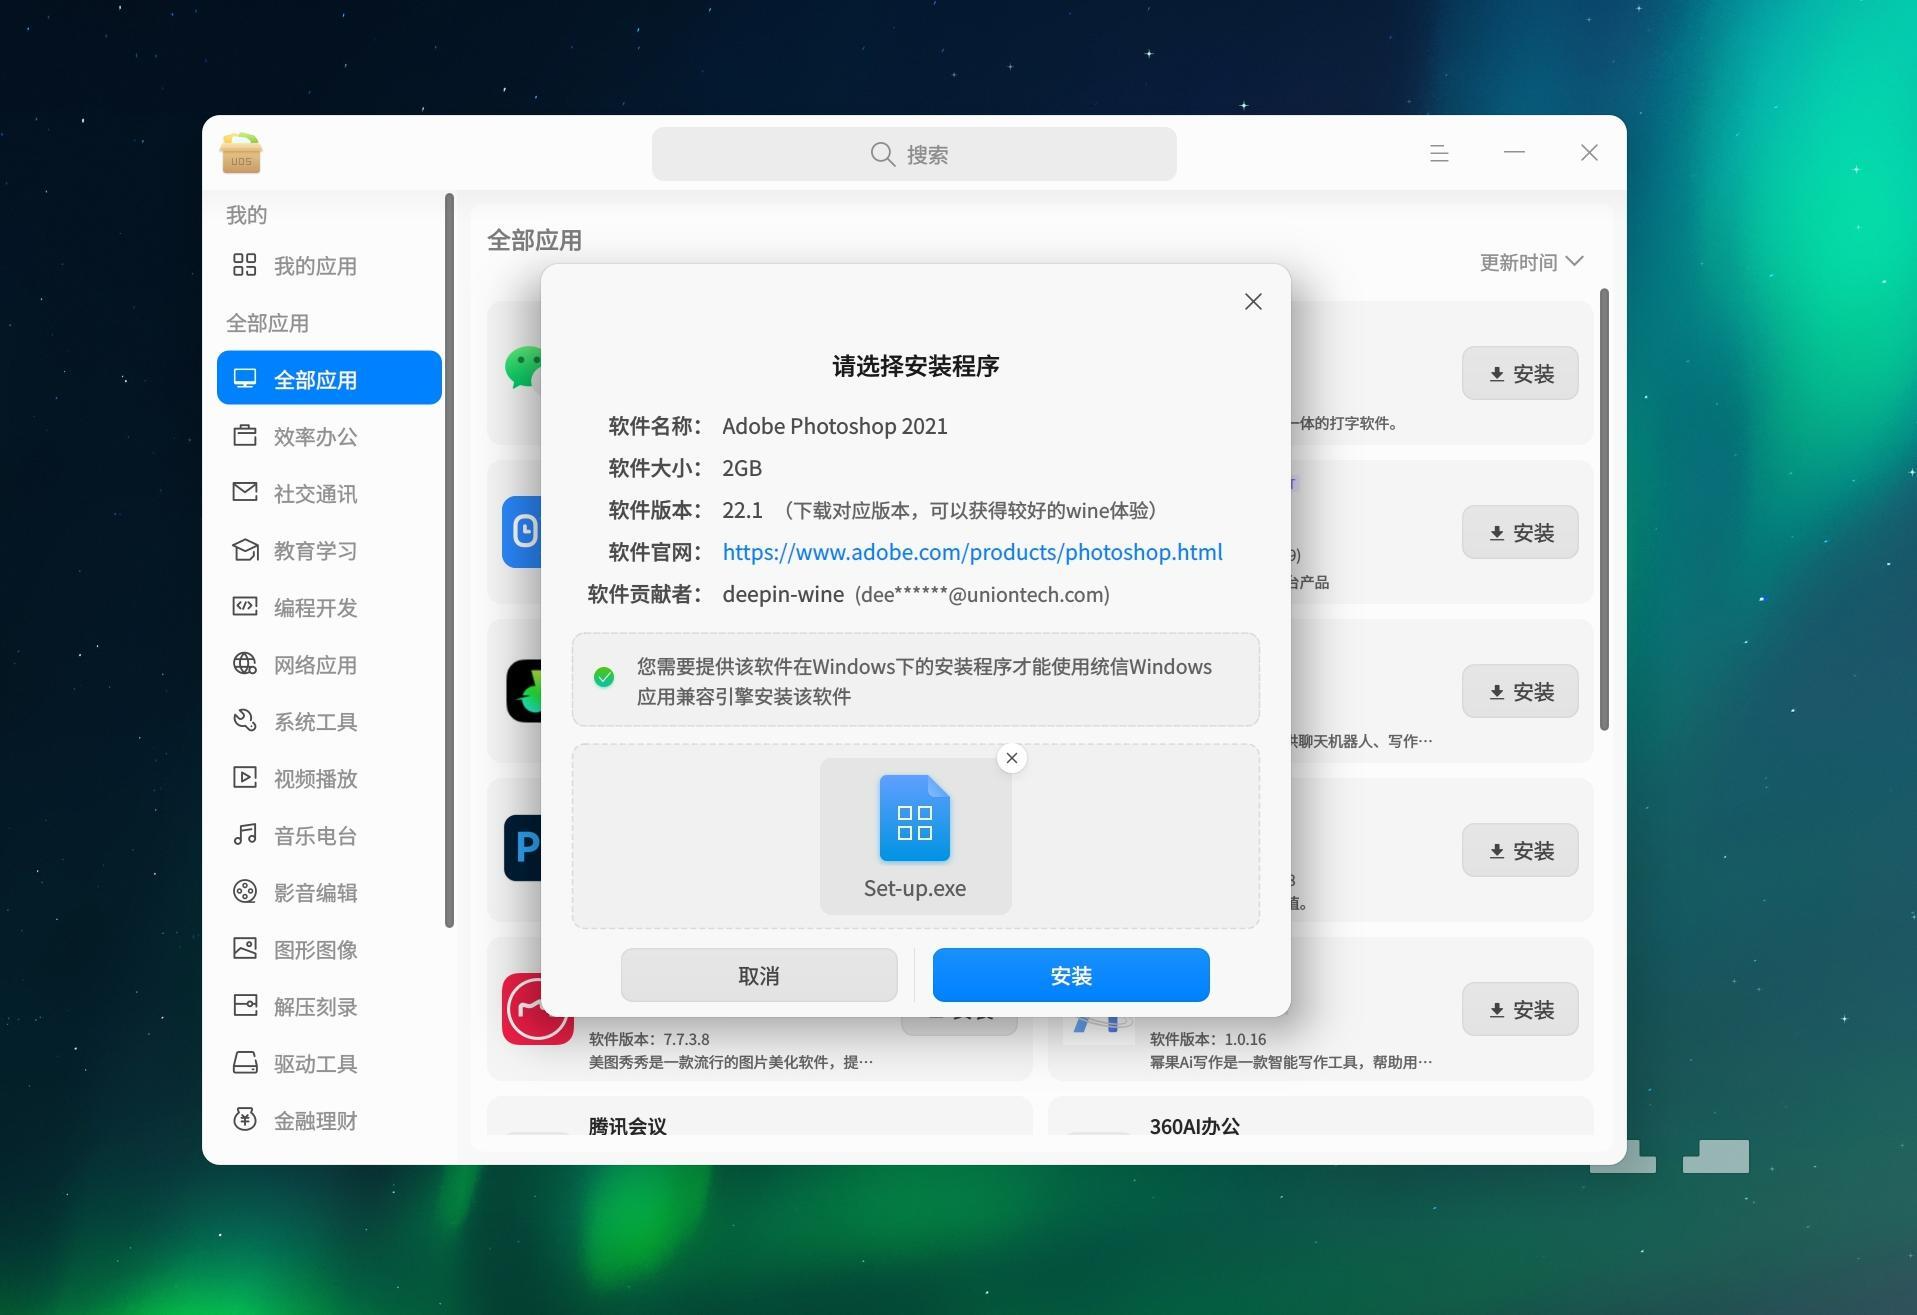 UOS
搜索
我的
我的应用
全部应用
全部应用
效率办公
社交通讯
教育学习
编程开发
网络应用
系统工具
视频播放
音乐电台
影音编辑
图形图像
解压刻录
驱动工具
金融理财
全部应用
更新时间
请选择安装程序
软件名称： Adobe Photoshop 2021
软件大小： 2GB
软件版本： 22.1 （下载对应版本，可以获得较好的wine体验）
软件官网： https://www.adobe.com/products/photoshop.html
软件贡献者： deepin-wine (dee******@uniontech.com)
您需要提供该软件在Windows下的安装程序才能使用统信Windows
应用兼容引擎安装该软件
Set-up.exe
取消
安装
安装
一体的打字软件。
安装
9)
台产品
安装
供聊天机器人、写作…
P
安装
值。
安装
软件版本：7.7.3.8
美图秀秀是一款流行的图片美化软件，提…
软件版本：1.0.16
幂果Ai写作是一款智能写作工具，帮助用…
腾讯会议
360AI办公